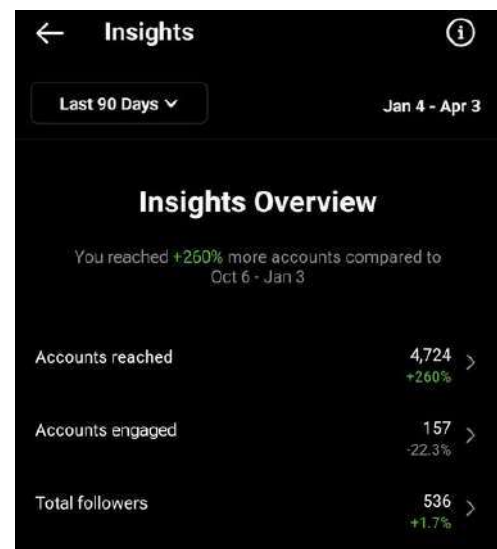 Insights
Last 90 Days
Jan 4 - Apr 3
Insights Overview
You reached +260% more accounts compared to
Oct 6 - Jan 3
Accounts reached
4,724
+260%
Accounts engaged
157
-22.3%
Total followers
536
+1.7%